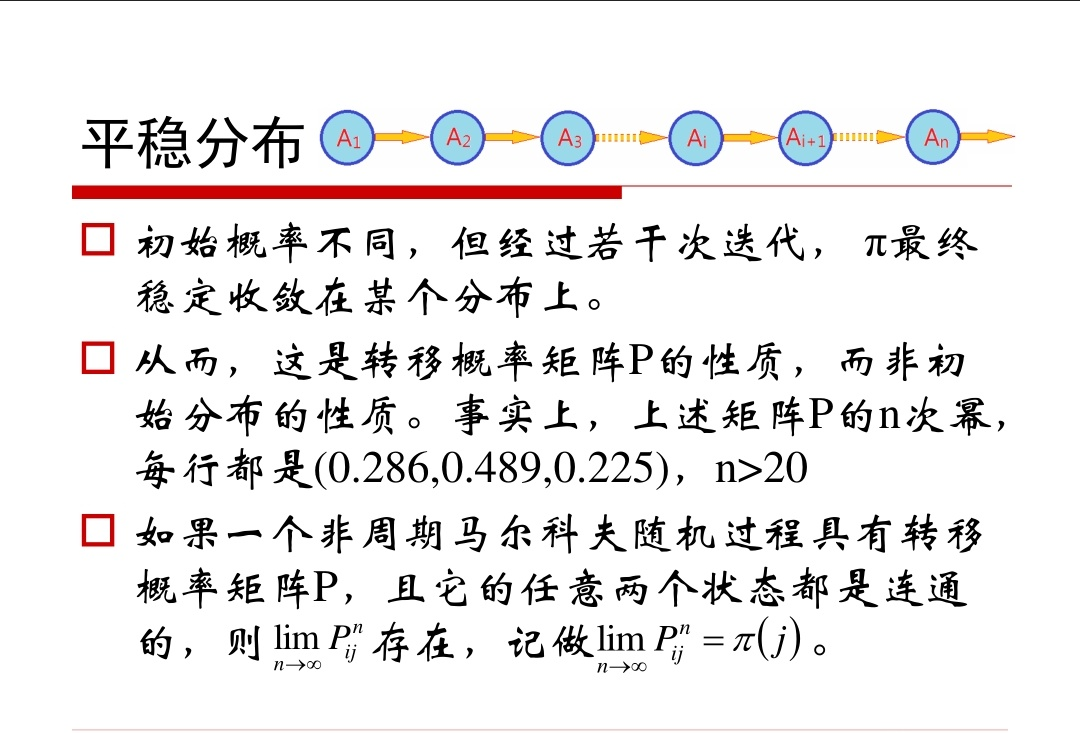 平稳分布 A1 A2 A3 Ai Ai+1 An
初始概率不同，但经过若干次迭代，π最终
稳定收敛在某个分布上。
从而，这是转移概率矩阵P的性质，而非初
始分布的性质。事实上，上述矩阵P的n次幂，
每行都是(0.286,0.489,0.225)，n>20
如果一个非周期马尔科夫随机过程具有转移
概率矩阵P，且它的任意两个状态都是连通
的，则 lim n→∞ P_{ij}^{n} 存在，记做 lim n→∞ P_{ij}^{n} = π(j) 。